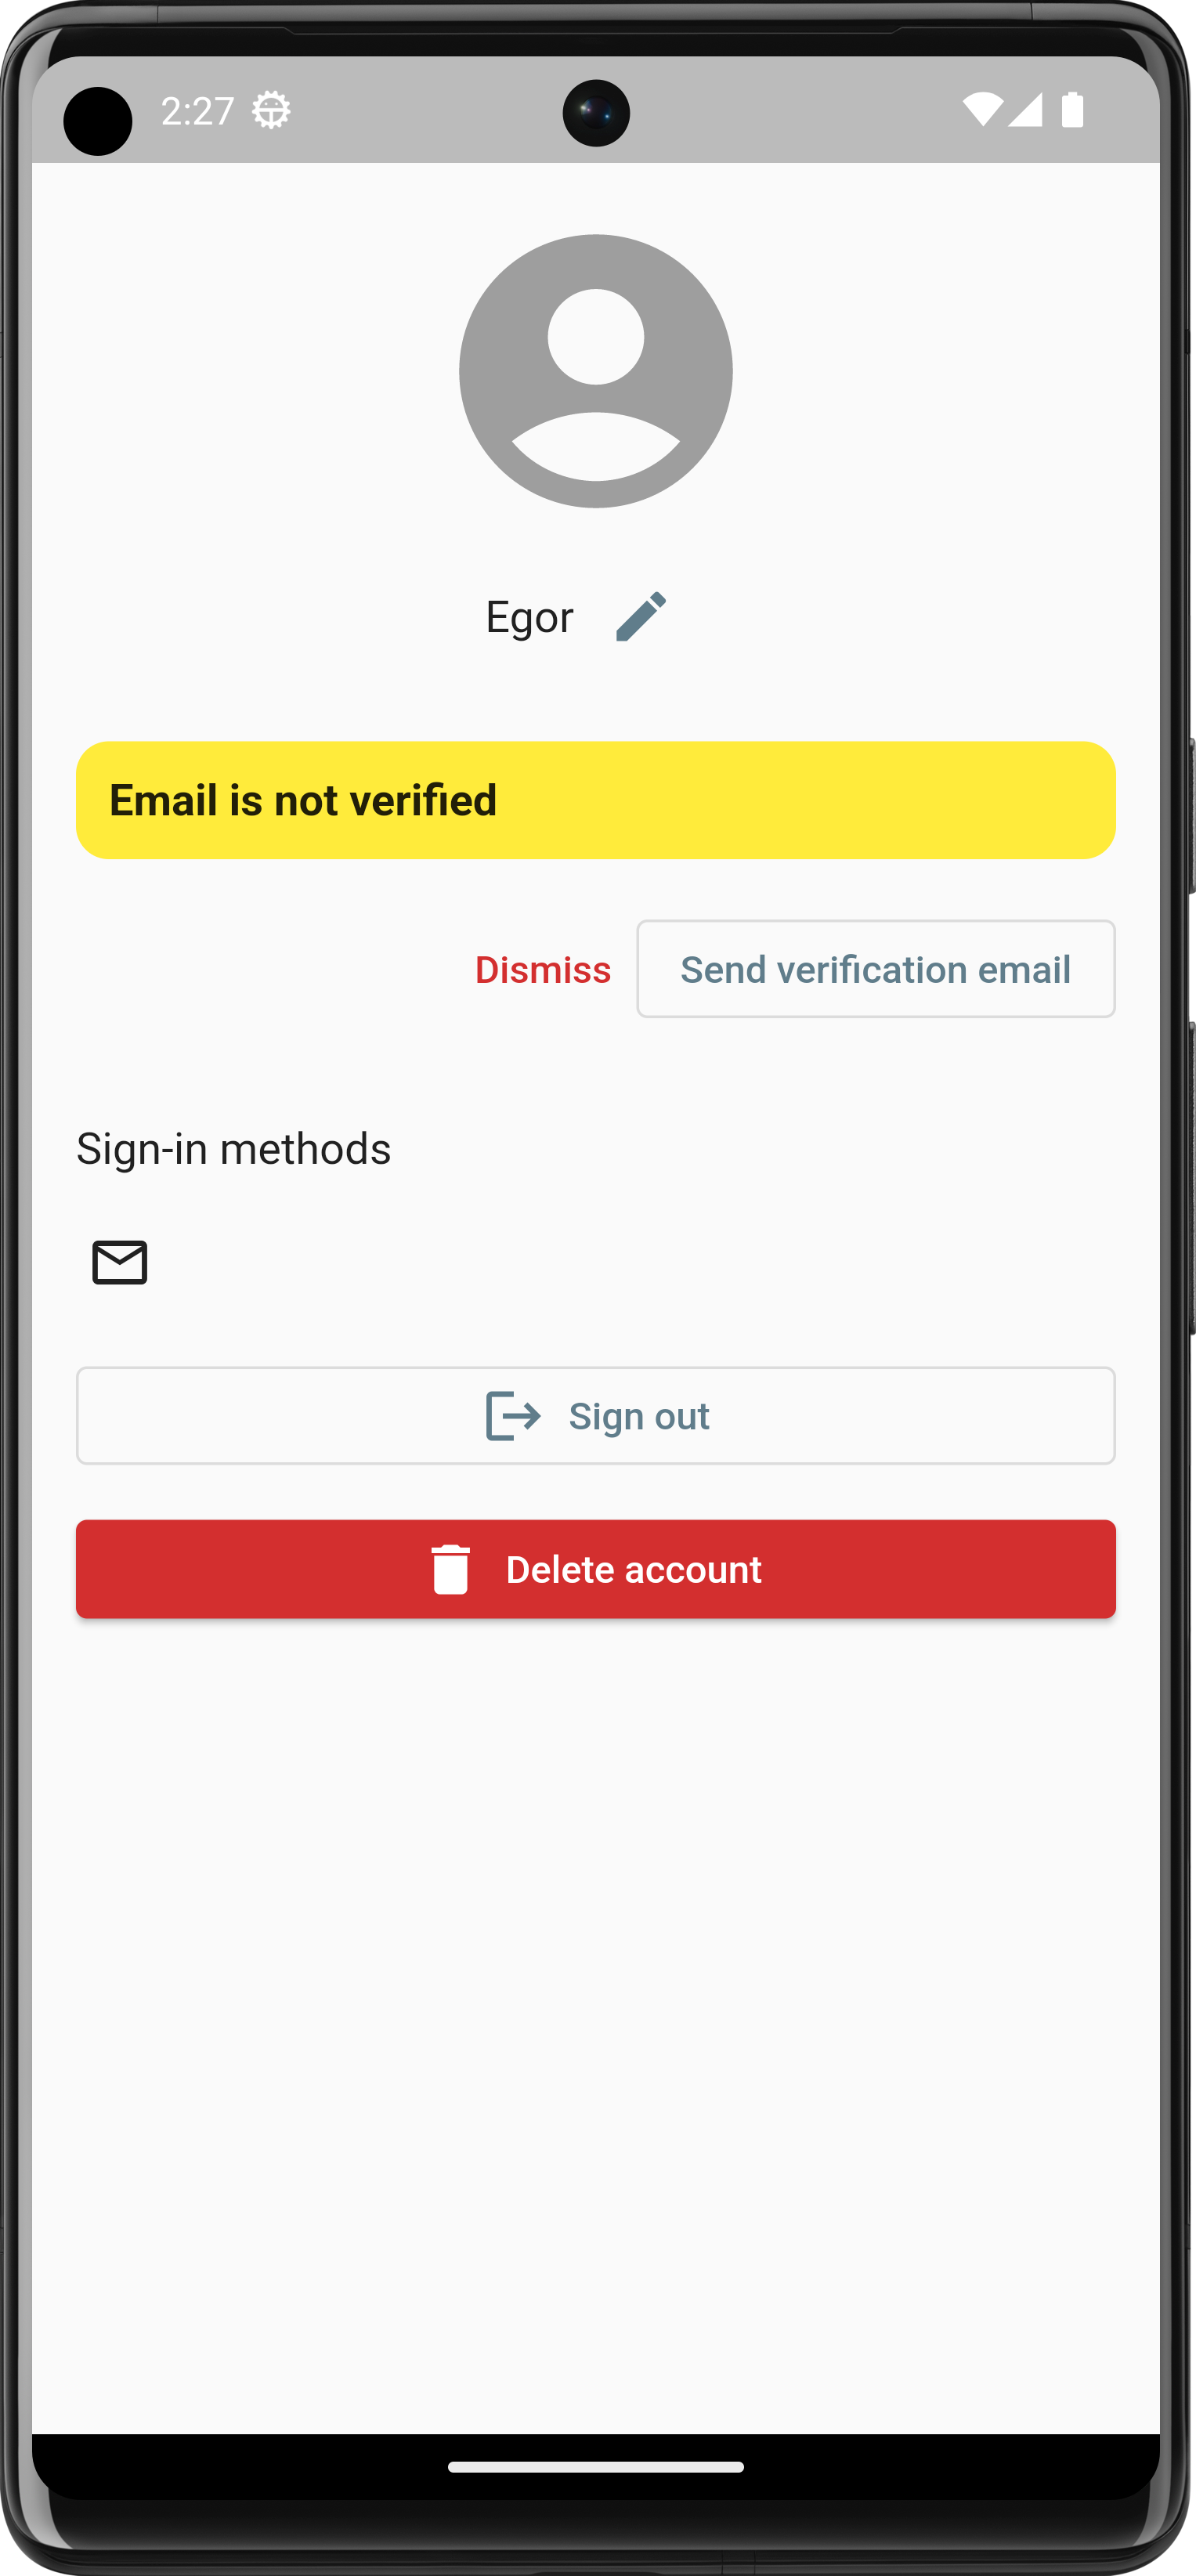 2:27
Egor
Email is not verified
Dismiss Send verification email
Sign-in methods
Sign out
Delete account